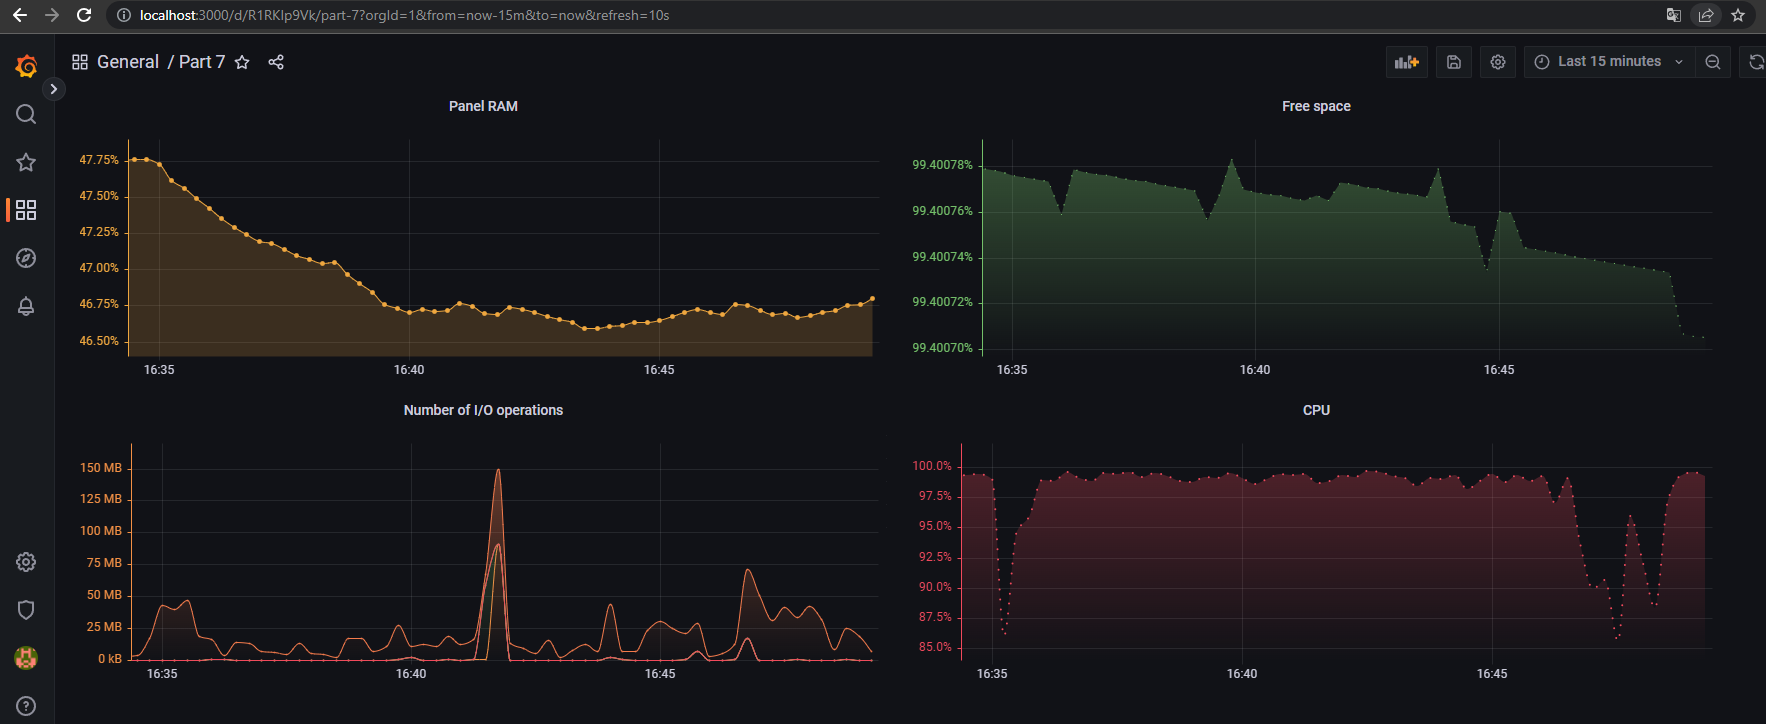 localhost:3000/d/R1RKlp9Vk/part-7?orgId=1&from=now-15m&to=now&refresh=10s
General / Part 7
Last 15 minutes
Panel RAM
47.75%
47.50%
47.25%
47.00%
46.75%
46.50%
16:35 16:40 16:45
Free space
99.40078%
99.40076%
99.40074%
99.40072%
99.40070%
16:35 16:40 16:45
Number of I/O operations
150 MB
125 MB
100 MB
75 MB
50 MB
25 MB
0 kB
16:35 16:40 16:45
CPU
100.0%
97.5%
95.0%
92.5%
90.0%
87.5%
85.0%
16:35 16:40 16:45